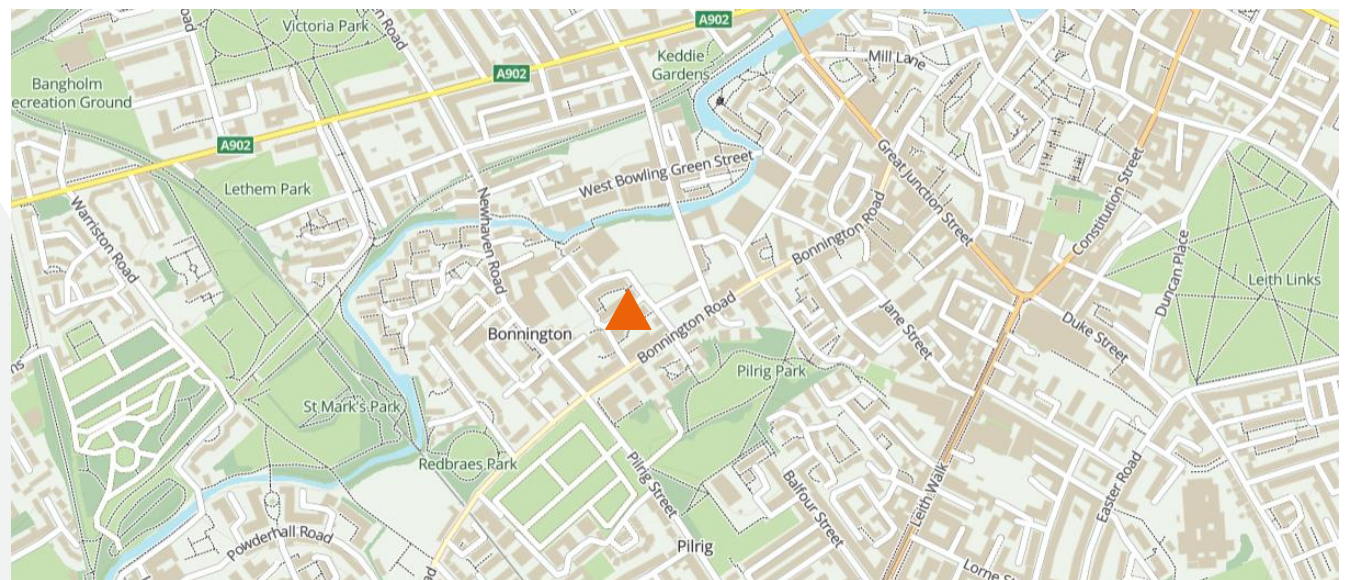 Road
Victoria Park
Road
A902
Keddie
Gardens
Mill Lane
Bangholm
ecreation Ground
A902
A902
Great Junction Street
Constitution Street
West Bowling Green Street
Lethem Park
Warriston Road
Newhaven Road
Bonnington Road
Duncan Place
Leith Links
Bonnington
Bonnington Road
Jane Street
Duke Street
Pilrig Park
St Mark's Park
Redbraes Park
Pilrig Street
Balfour Street
Leith Walk
Easter Road
Powderhall Road
Pilrig
Lorne